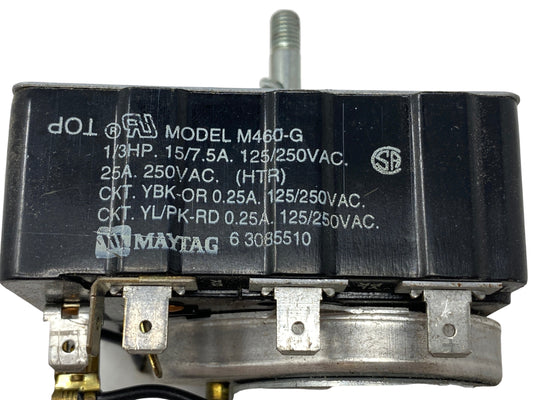 TOP
MODEL M460-G
1/3HP. 15/7.5A. 125/250VAC.
25A. 250VAC. (HTR)
CKT. YBK-OR 0.25A. 125/250VAC.
CKT. YL/PK-RD 0.25A. 125/250VAC.
MAYTAG 6 3085510